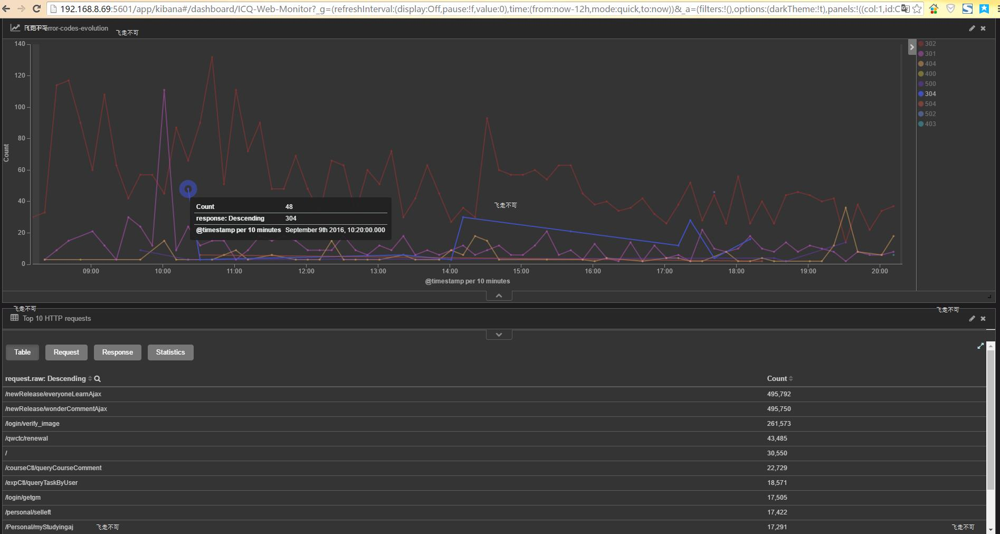 192.168.8.69:5601/app/kibana#/dashboard/ICQ-Web-Monitor?_g=(refreshInterval:(display:Off,pause:!f,value:0),time:(from:now-12h,mode:quick,to:now))&_a=(filters:!(),options:(darkTheme:!t),panels:!((col:1,id:C
飞走不可 error-codes-evolution
飞走不可
140
120
100
80
60
40
20
0
Count
302
301
404
400
500
304
504
502
403
Count 48
response: Descending 304
@timestamp per 10 minutes September 9th 2016, 10:20:00.000
飞走不可
09:00 10:00 11:00 12:00 13:00 14:00 15:00 16:00 17:00 18:00 19:00 20:00
@timestamp per 10 minutes
飞走不可
飞走不可
Top 10 HTTP requests
Table Request Response Statistics
request.raw: Descending Count
/newRelease/everyoneLearnAjax 495,792
/newRelease/wonderCommentAjax 495,750
/login/verify_image 261,573
/qwctc/renewal 43,485
/ 30,550
/courseCtl/queryCourseComment 22,729
/expCtl/queryTaskByUser 18,571
/login/getgm 17,505
/personal/selleft 17,422
/Personal/myStudyingaj 飞走不可 17,291 飞走不可